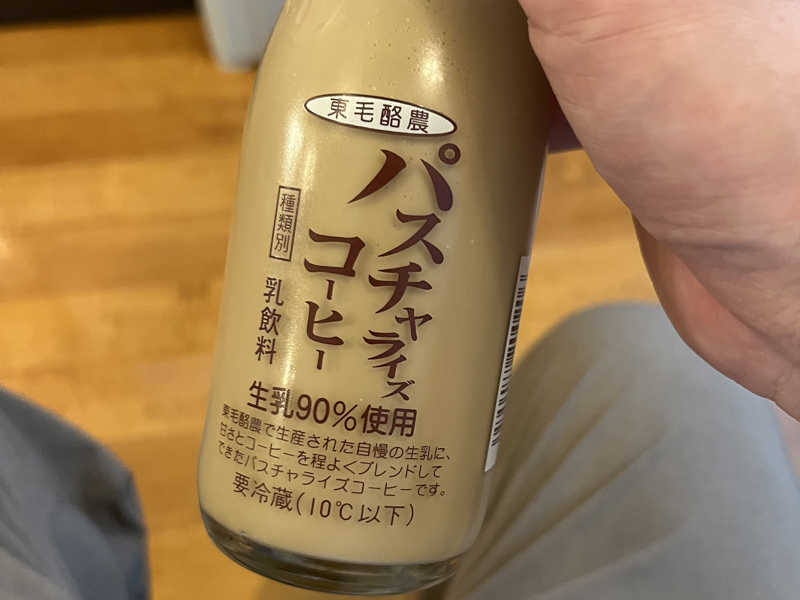 東毛酪農
パスチャライズ
コーヒー
種類別
乳飲料
生乳90%使用
東毛酪農で生産された自慢の生乳に、
甘さとコーヒーを程よくブレンドして
できたパスチャライズコーヒーです。
要冷蔵(10℃以下)